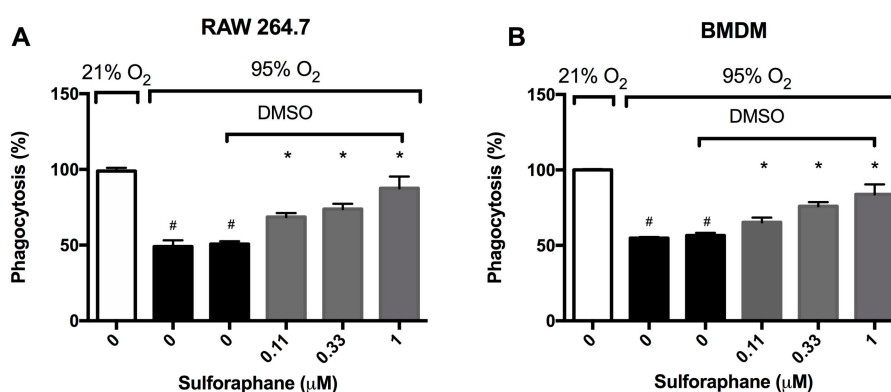 A
RAW 264.7
21% O₂
95% O₂
DMSO
Phagocytosis (%)
150
100
50
0
#
#
*
*
*
0
0
0
0.11
0.33
1
Sulforaphane (μM)
B
BMDM
21% O₂
95% O₂
DMSO
Phagocytosis (%)
150
100
50
0
#
#
*
*
*
0
0
0
0.11
0.33
1
Sulforaphane (μM)